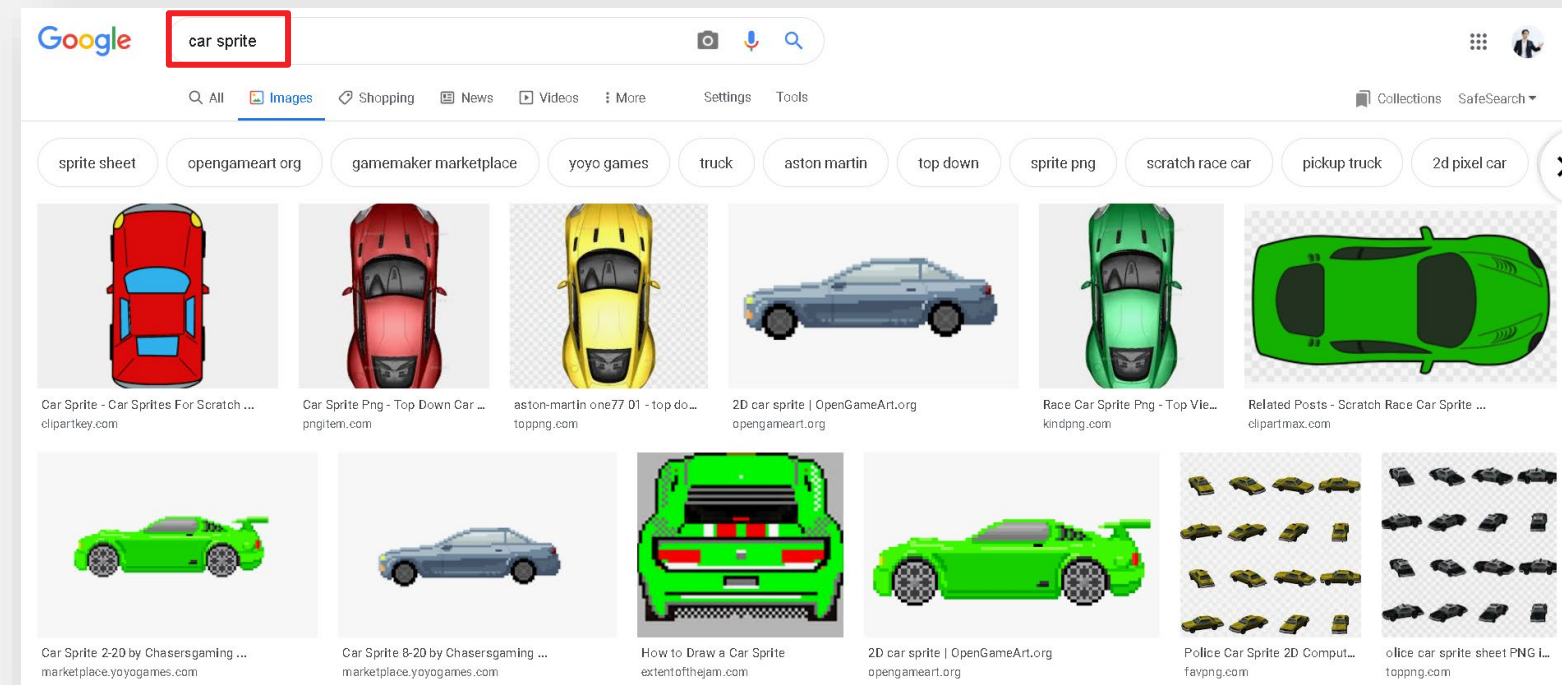 Google
car sprite
All Images Shopping News Videos More Settings Tools Collections SafeSearch
sprite sheet opengameart org gamemaker marketplace yoyo games truck aston martin top down sprite png scratch race car pickup truck 2d pixel car
Car Sprite - Car Sprites For Scratch ...
clipartkey.com
Car Sprite Png - Top Down Car ...
pngitem.com
aston-martin one77 01 - top do...
toppng.com
2D car sprite | OpenGameArt.org
opengameart.org
Race Car Sprite Png - Top Vie...
kindpng.com
Related Posts - Scratch Race Car Sprite ...
clipartmax.com
Car Sprite 2-20 by Chasersgaming ...
marketplace.yoyogames.com
Car Sprite 8-20 by Chasersgaming ...
marketplace.yoyogames.com
How to Draw a Car Sprite
extentofthejam.com
2D car sprite | OpenGameArt.org
opengameart.org
Police Car Sprite 2D Comput...
favpng.com
olice car sprite sheet PNG i...
toppng.com